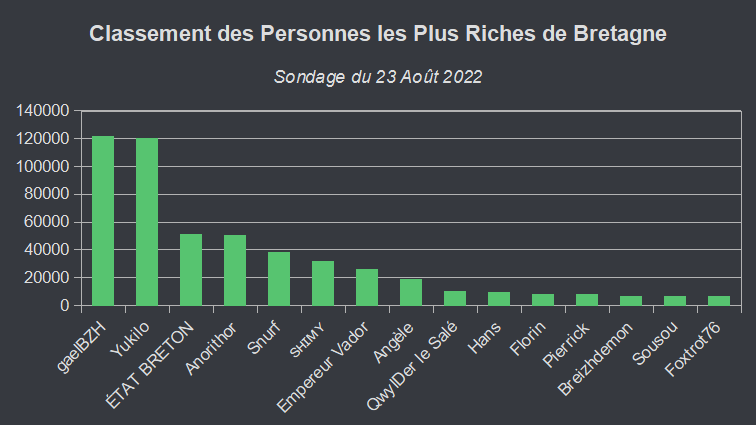 Classement des Personnes les Plus Riches de Bretagne
Sondage du 23 Août 2022
140000
120000
100000
80000
60000
40000
20000
0
gaelBZH
Yukilo
ÉTAT BRETON
Anorithor
Snurf
SHIMY
Empereur Vador
Angèle
QwylDer le Salé
Hans
Florin
Pierrick
Breizhdemon
Sousou
Foxtrot76